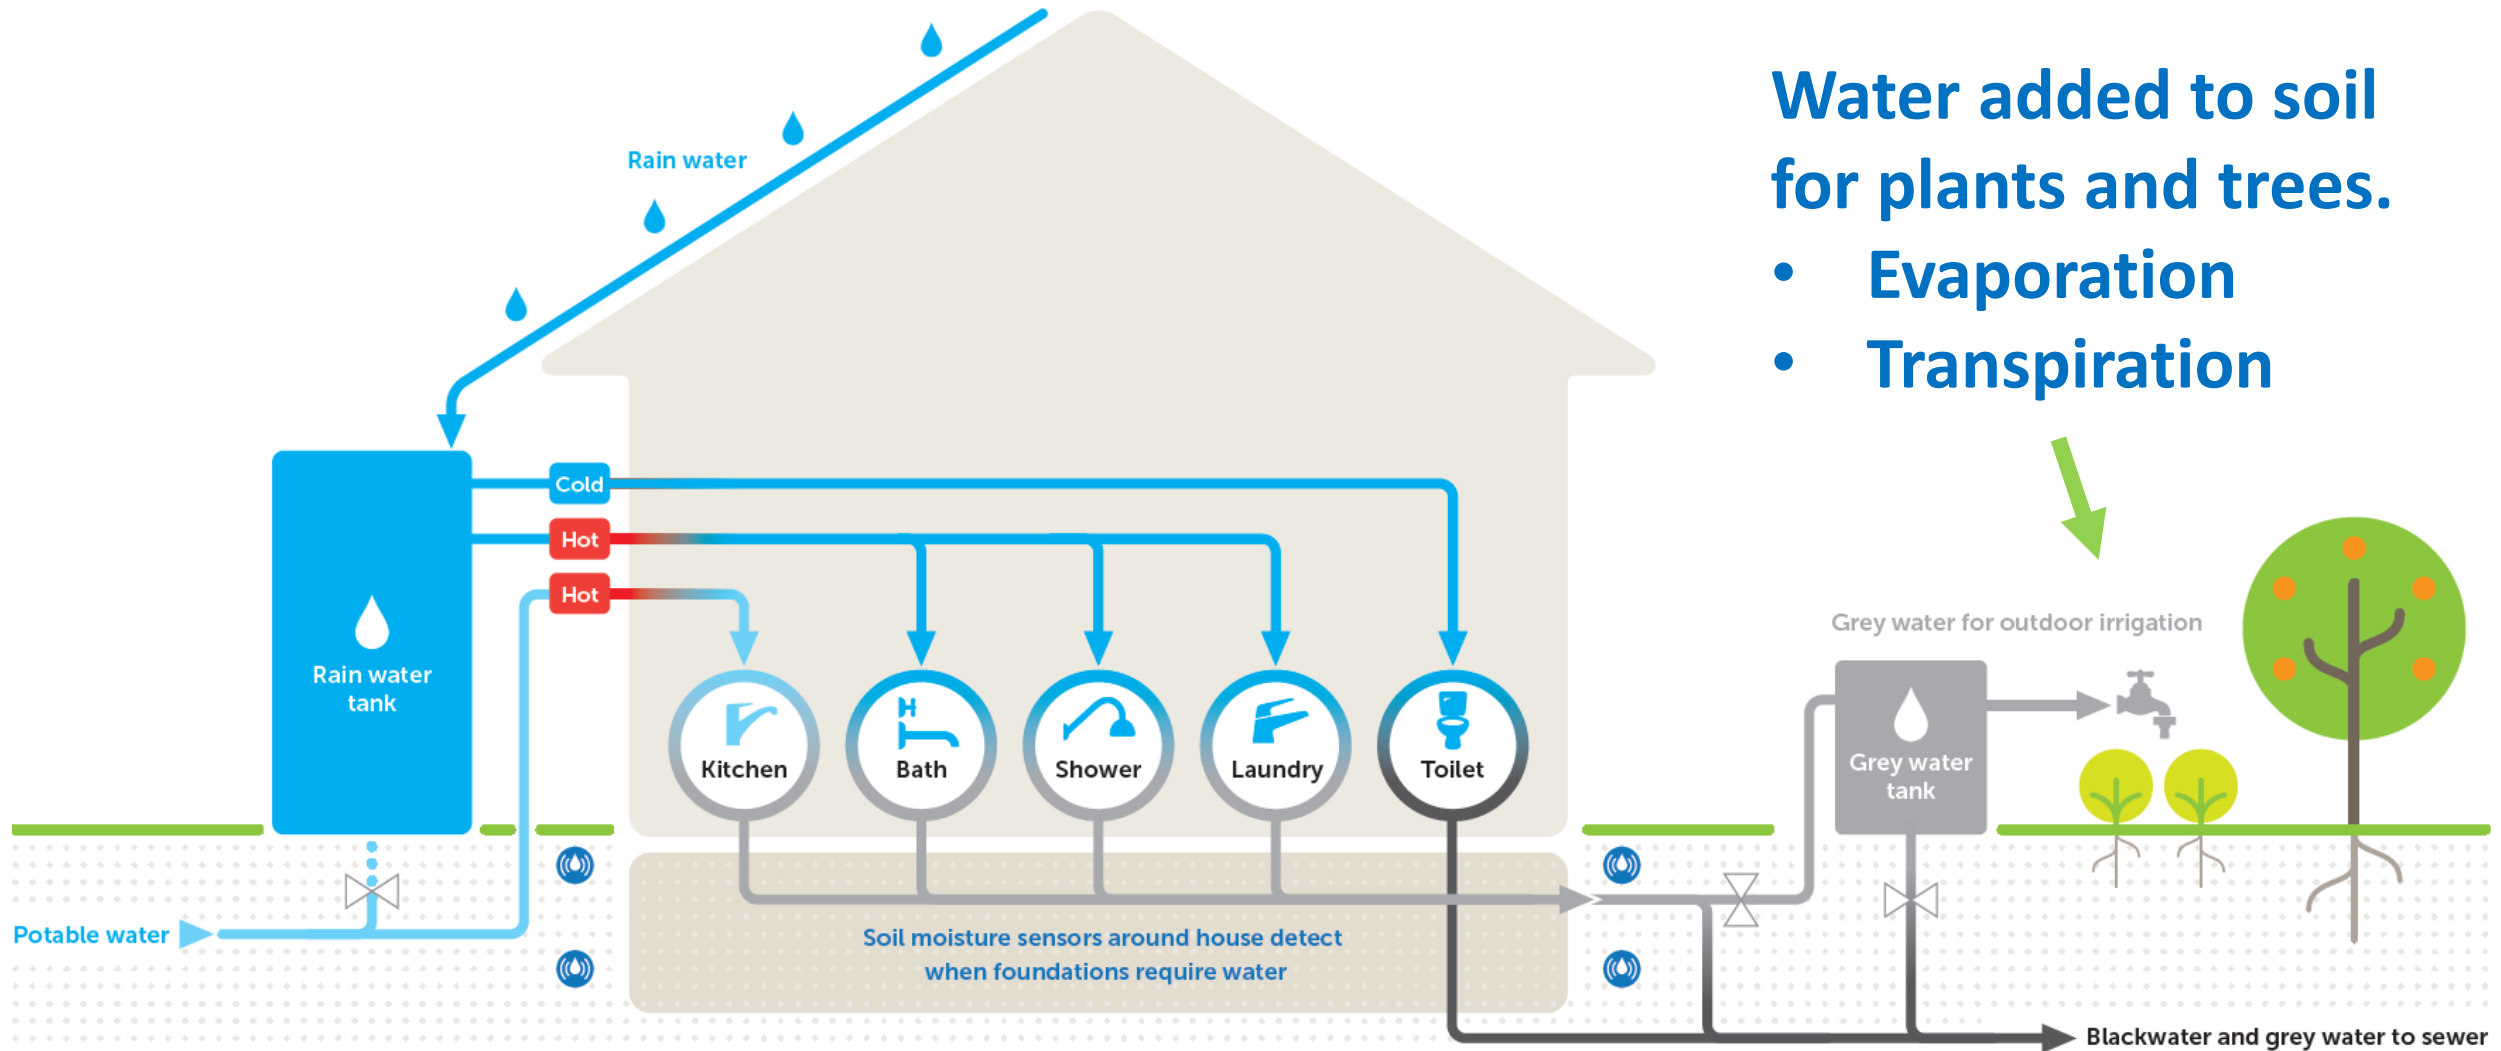 Water added to soil
for plants and trees.
• Evaporation
• Transpiration
Rain water
Cold
Hot
Hot
Rain water
tank
Kitchen
Bath
Shower
Laundry
Toilet
Grey water for outdoor irrigation
Grey water
tank
Potable water
Soil moisture sensors around house detect
when foundations require water
Blackwater and grey water to sewer